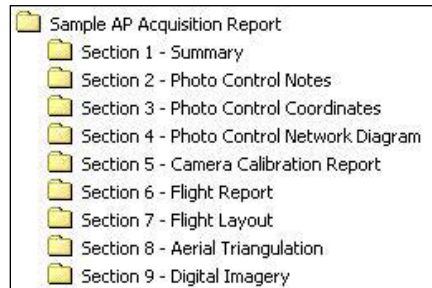 Sample AP Acquisition Report
Section 1 - Summary
Section 2 - Photo Control Notes
Section 3 - Photo Control Coordinates
Section 4 - Photo Control Network Diagram
Section 5 - Camera Calibration Report
Section 6 - Flight Report
Section 7 - Flight Layout
Section 8 - Aerial Triangulation
Section 9 - Digital Imagery